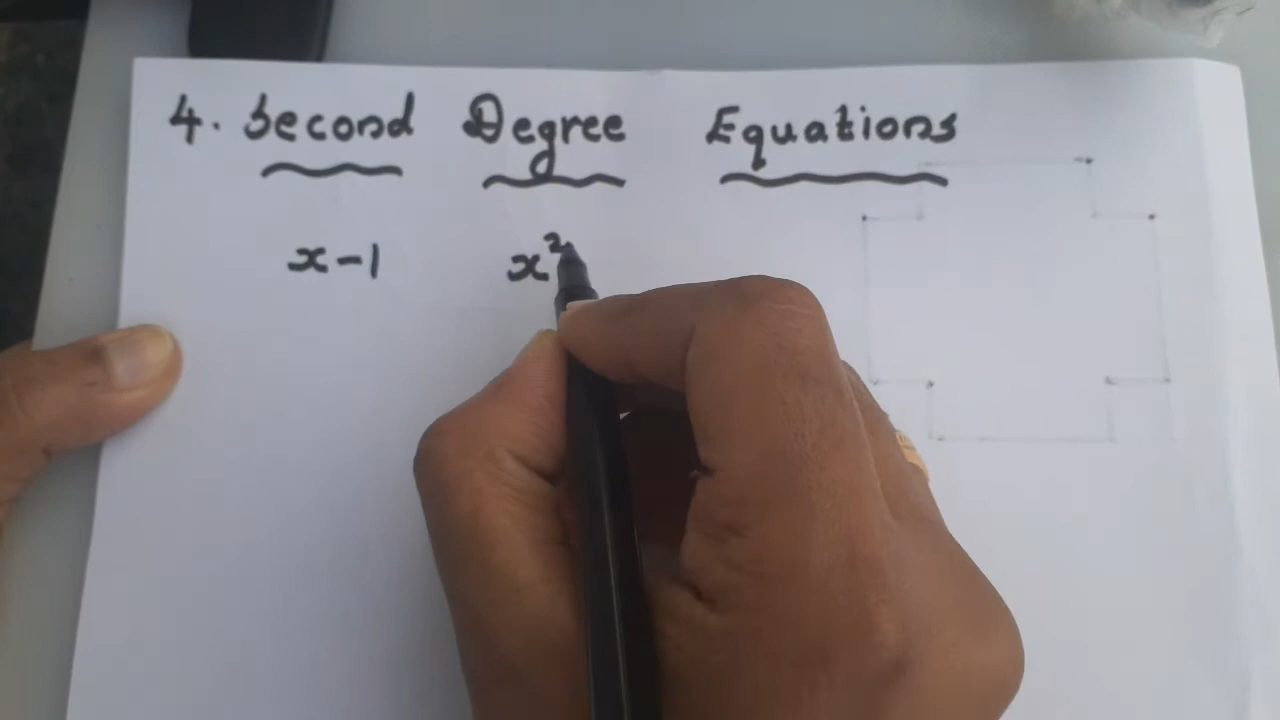 4. Second Degree Equations
x-1 x²